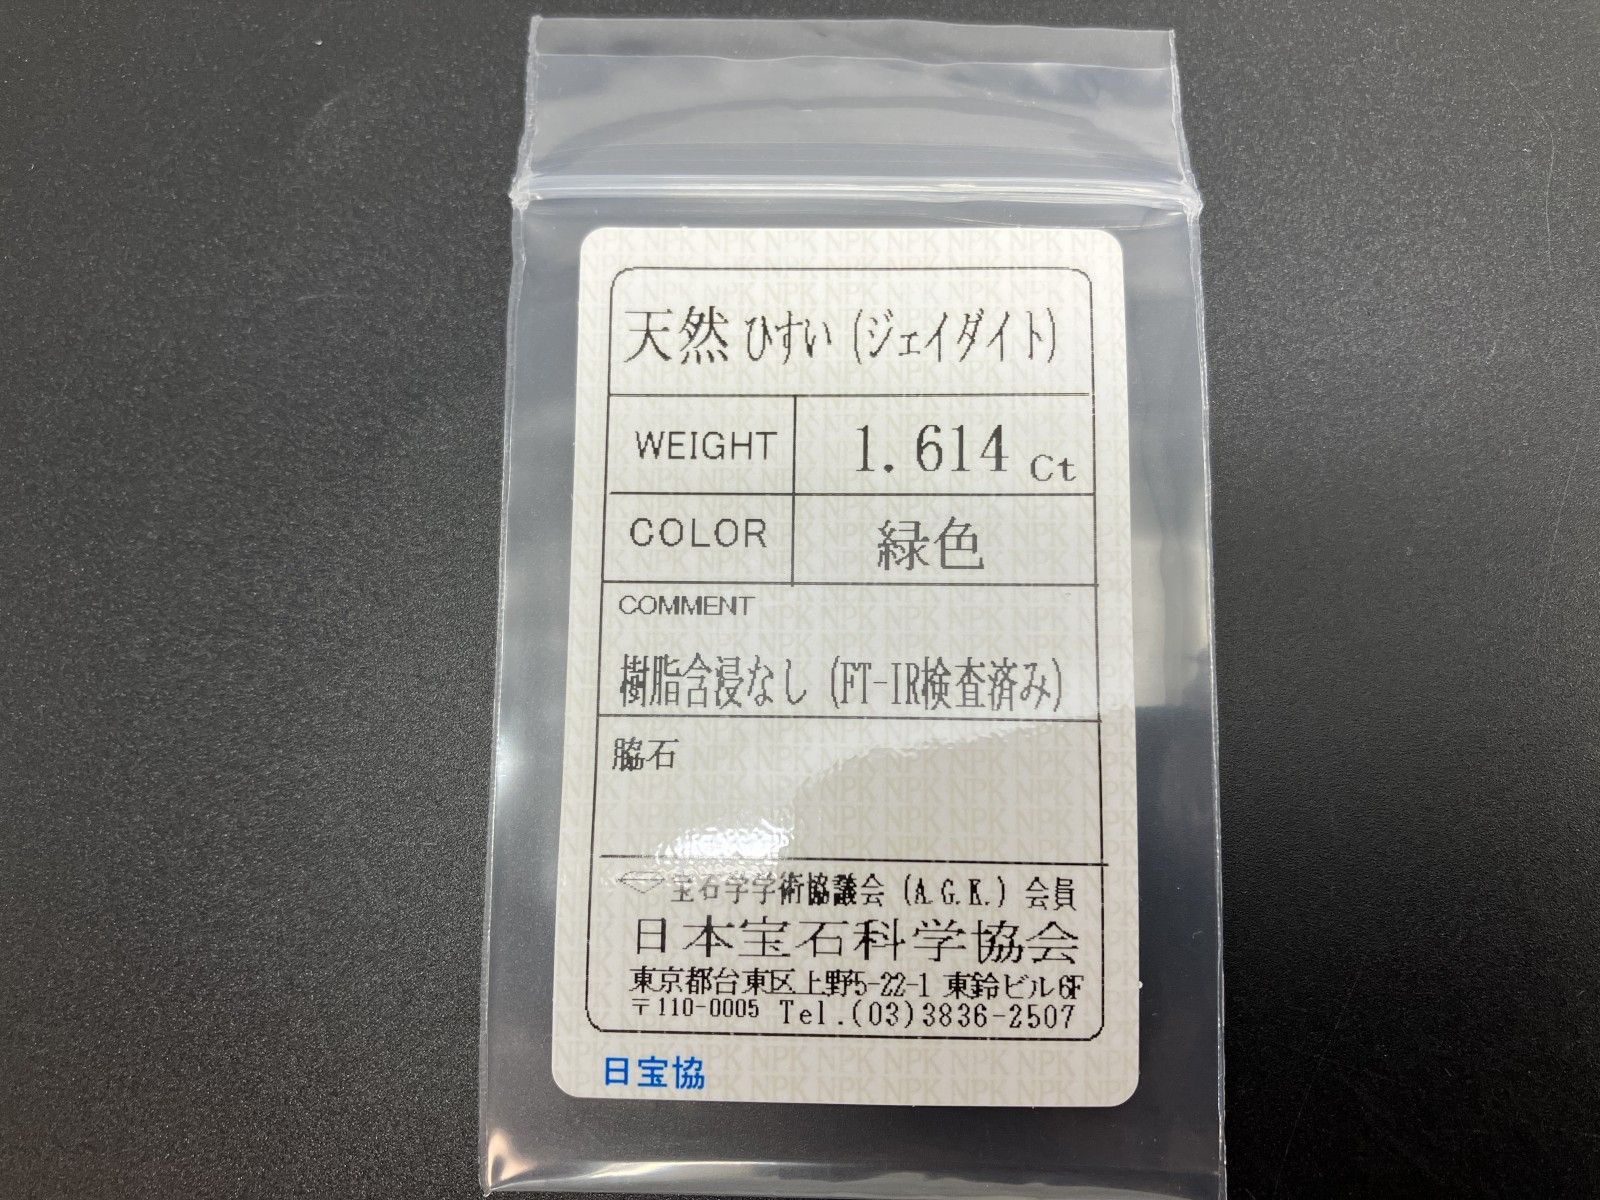 天然ひすい (ジェイダイト)
WEIGHT 1.614 Ct
COLOR 緑色
COMMENT
樹脂含浸なし (FT-IR検査済み)
脇石
宝石学学術協議会 (A.G.K.) 会員
日本宝石科学協会
東京都台東区上野5-22-1 東鈴ビル6F
〒110-0005 Tel.(03)3836-2507
日宝協